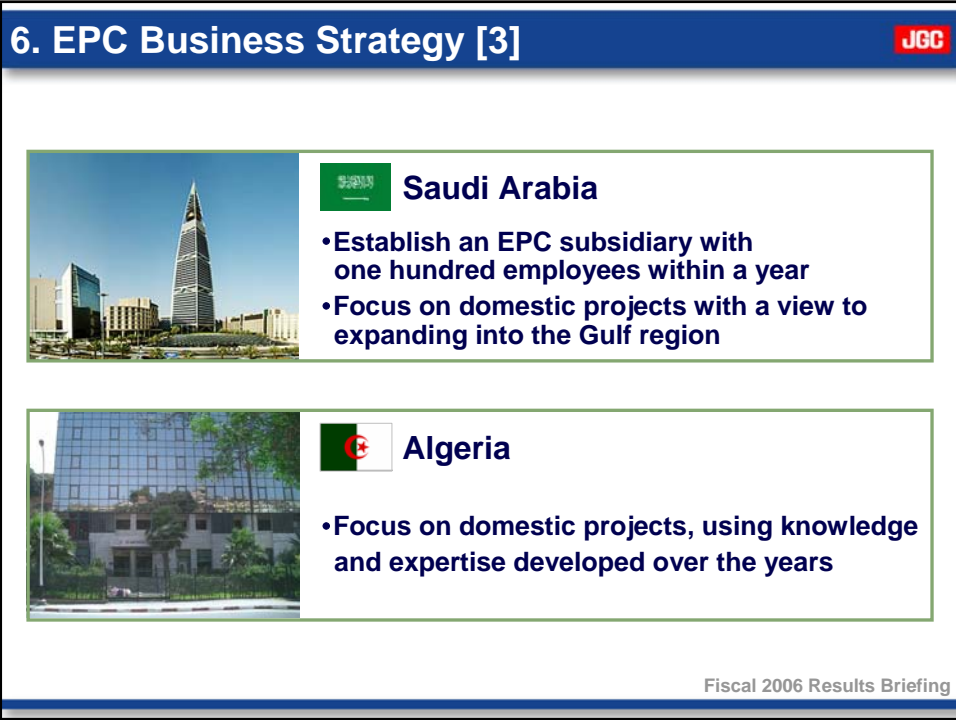 6. EPC Business Strategy [3]
JGC
Saudi Arabia
•Establish an EPC subsidiary with
one hundred employees within a year
•Focus on domestic projects with a view to
expanding into the Gulf region
Algeria
•Focus on domestic projects, using knowledge
and expertise developed over the years
Fiscal 2006 Results Briefing